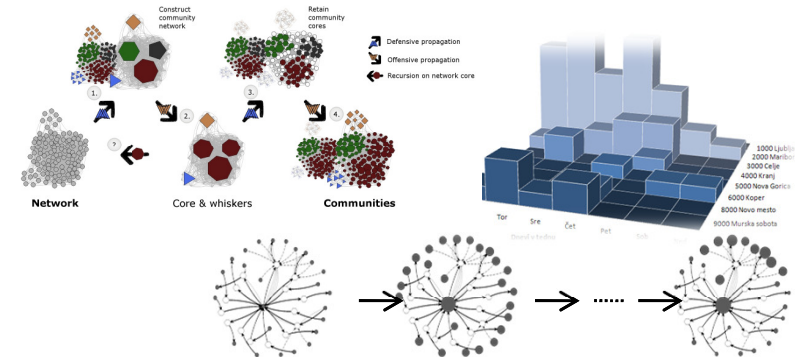 Construct
community
network
Retain
community
cores
Defensive propagation
Offensive propagation
Recursion on network core
1.
3.
2.
4.
?
Network
Core & whiskers
Communities
1000 Ljublja
2000 Maribo
3000 Celje
4000 Kranj
5000 Nova Gorica
6000 Koper
8000 Novo mesto
9000 Murska sobota
Tor
Sre
Čet
Pet